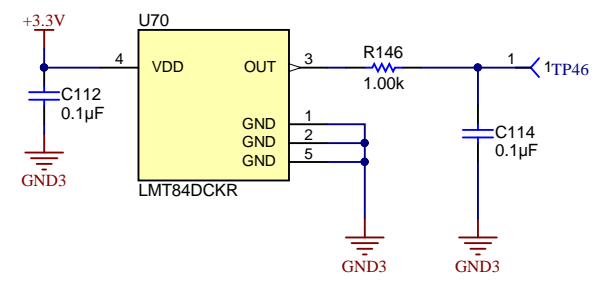 +3.3V
U70
4
VDD
OUT
3
R146
1.00k
1
1
TP46
C112
0.1µF
GND
1
GND
2
GND
5
C114
0.1µF
GND3
LMT84DCKR
GND3
GND3